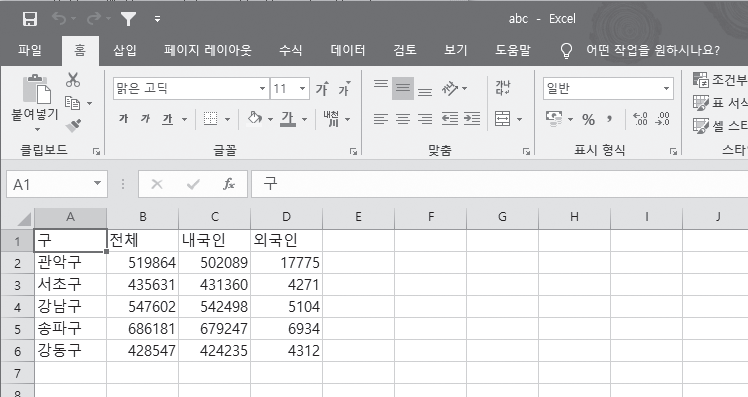 abc - Excel
파일 홈 삽입 페이지 레이아웃 수식 데이터 검토 보기 도움말 어떤 작업을 원하시나요?
맑은 고딕 11 가 가 일반 조건부
붙여넣기 가 가 가 내천 % , 표 서식
셀 스타
클립보드 글꼴 맞춤 표시 형식 스타
A1 fx 구
A B C D E F G H I J
1 구 전체 내국인 외국인
2 관악구 519864 502089 17775
3 서초구 435631 431360 4271
4 강남구 547602 542498 5104
5 송파구 686181 679247 6934
6 강동구 428547 424235 4312
7
8